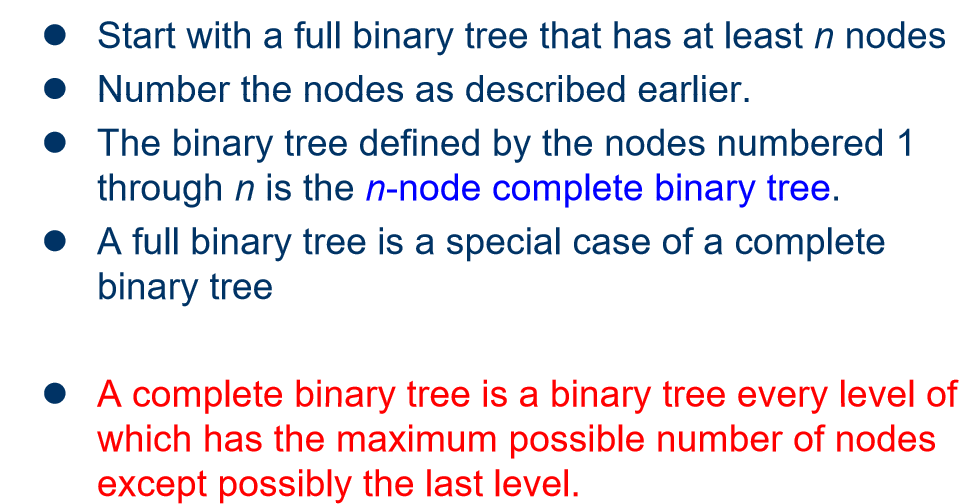 ● Start with a full binary tree that has at least n nodes
● Number the nodes as described earlier.
● The binary tree defined by the nodes numbered 1
through n is the n-node complete binary tree.
● A full binary tree is a special case of a complete
binary tree
● A complete binary tree is a binary tree every level of
which has the maximum possible number of nodes
except possibly the last level.